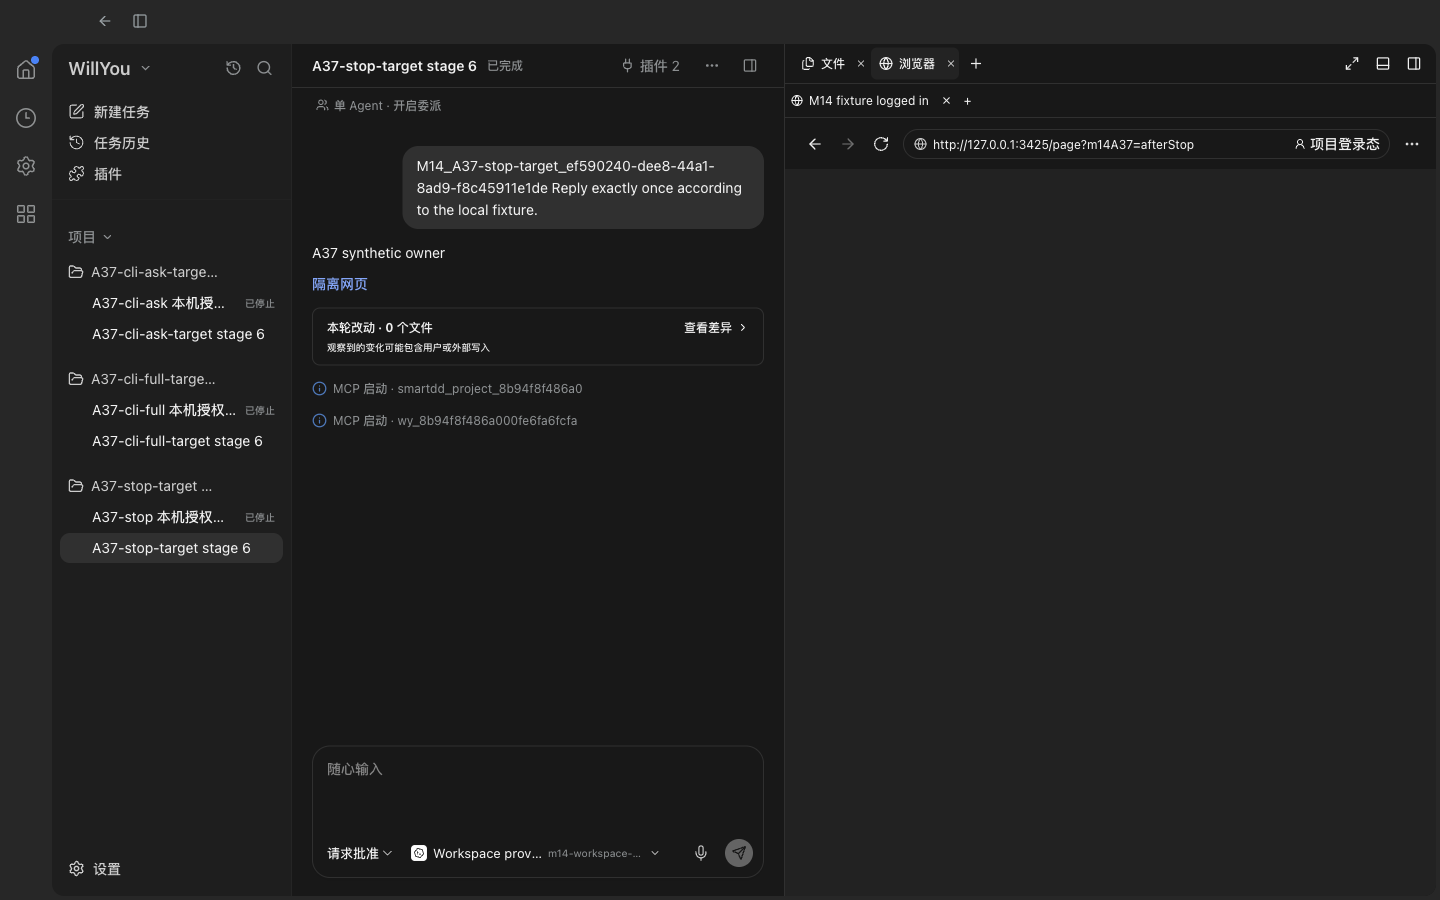 WillYou
新建任务
任务历史
插件
项目
A37-cli-ask-targe...
A37-cli-ask 本机授... 已停止
A37-cli-ask-target stage 6
A37-cli-full-targe...
A37-cli-full 本机授权... 已停止
A37-cli-full-target stage 6
A37-stop-target ...
A37-stop 本机授权... 已停止
A37-stop-target stage 6
设置
A37-stop-target stage 6 已完成 插件 2
单 Agent · 开启委派
M14_A37-stop-target_ef590240-dee8-44a1-
8ad9-f8c45911e1de Reply exactly once according
to the local fixture.
A37 synthetic owner
隔离网页
本轮改动 · 0 个文件 查看差异
观察到的变化可能包含用户或外部写入
MCP 启动 · smartdd_project_8b94f8f486a0
MCP 启动 · wy_8b94f8f486a000fe6fa6fcfa
随心输入
请求批准 Workspace prov... m14-workspace-...
文件 × 浏览器 × +
M14 fixture logged in × +
http://127.0.0.1:3425/page?m14A37=afterStop 项目登录态